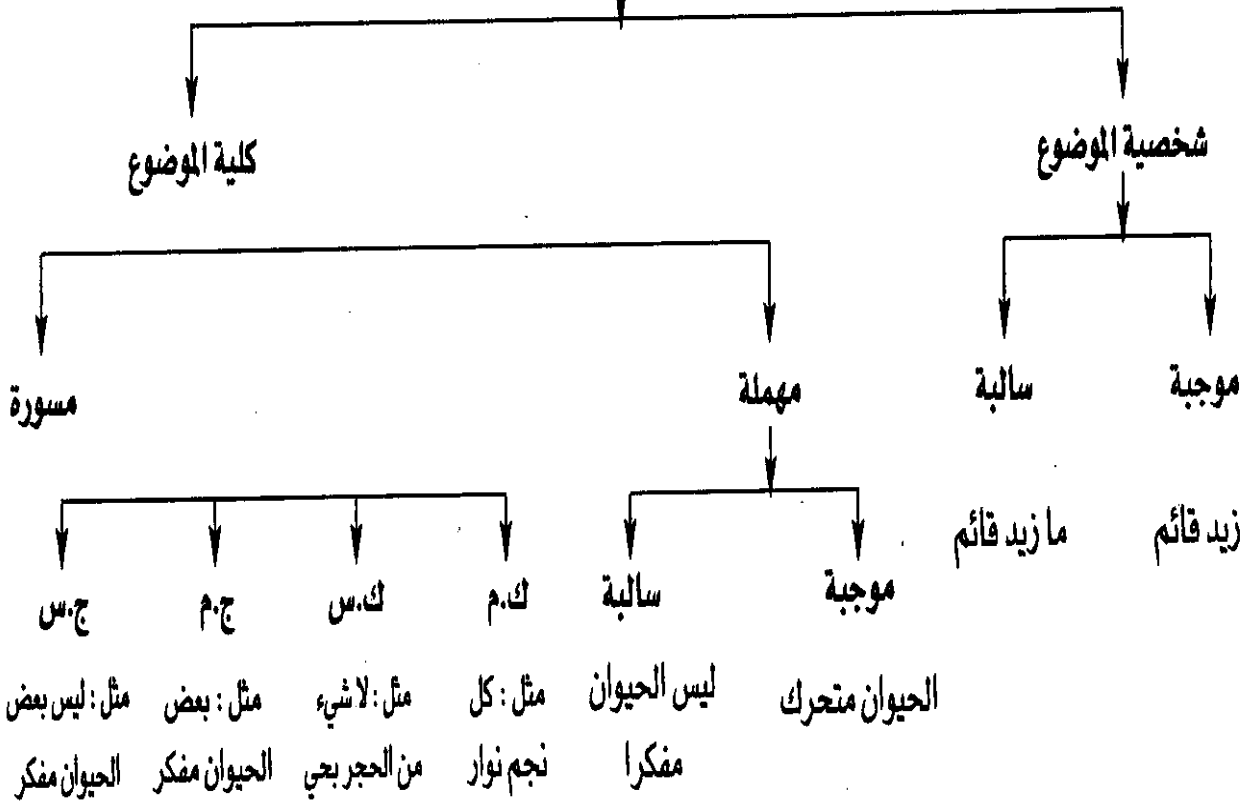 شخصية الموضوع
كلية الموضوع
موجبة
سالبة
مهملة
مسورة
زيد قائم
ما زيد قائم
موجبة
سالبة
ك.م
ك.س
ج.م
ج.س
الحيوان متحرك
ليس الحيوان
مفكرا
مثل : كل
نجم نوار
مثل : لا شيء
من الحجر بحي
مثل : بعض
الحيوان مفكر
مثل : ليس بعض
الحيوان مفكر